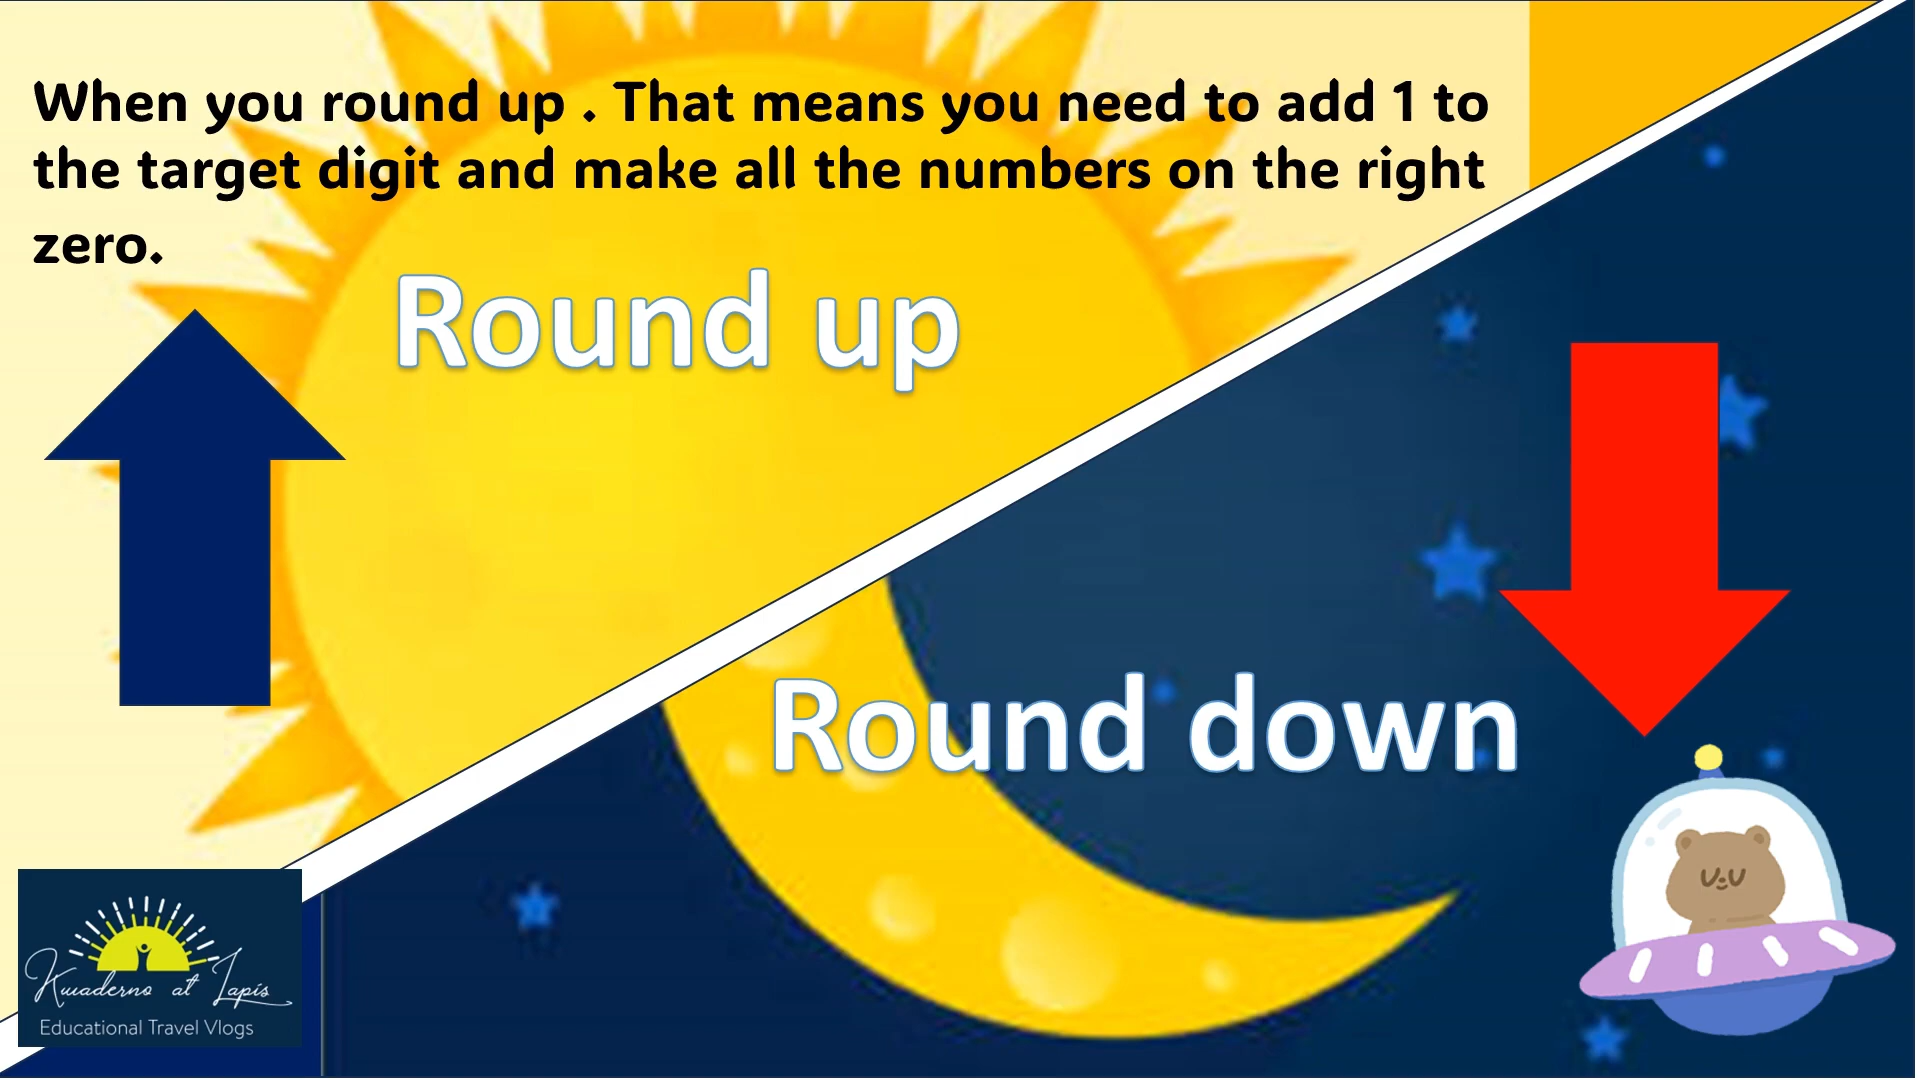 When you round up . That means you need to add 1 to
the target digit and make all the numbers on the right
zero.
Round up
Round down
Kwaderno at Lapis
Educational Travel Vlogs